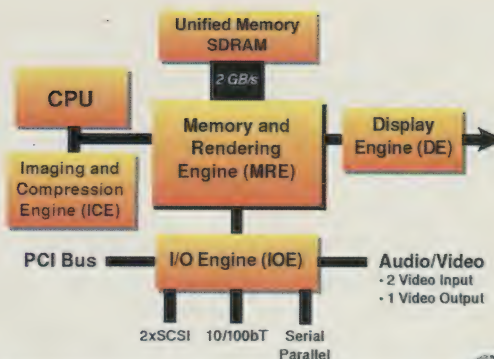 Unified Memory
SDRAM
2 GB/s
CPU
Memory and
Rendering
Engine (MRE)
Display
Engine (DE)
Imaging and
Compression
Engine (ICE)
PCI Bus
I/O Engine (IOE)
Audio/Video
• 2 Video Input
• 1 Video Output
2xSCSI
10/100bT
Serial
Parallel